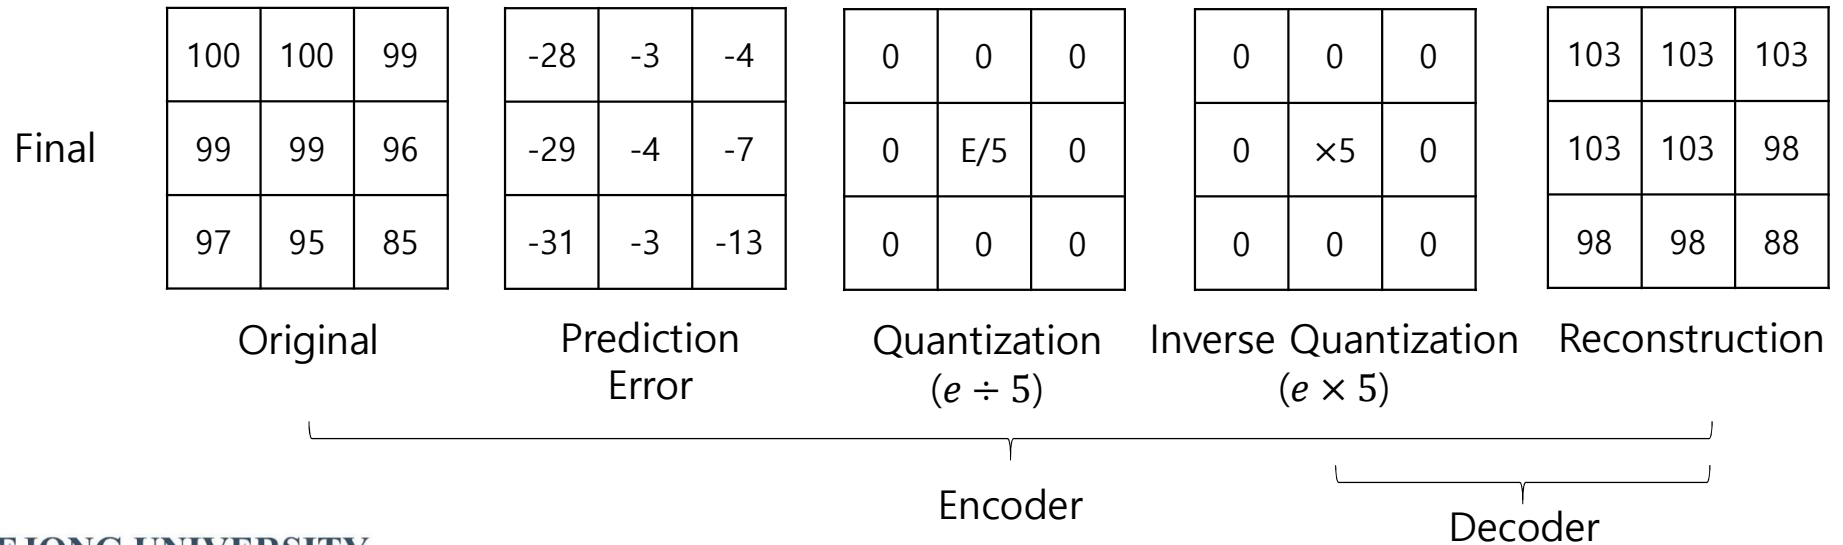 100 100 99 -28 -3 -4 0 0 0 0 0 0 103 103 103
Final 99 99 96 -29 -4 -7 0 E/5 0 0 ×5 0 103 103 98
97 95 85 -31 -3 -13 0 0 0 0 0 0 98 98 88
Original Prediction Quantization Inverse Quantization Reconstruction
Error (e ÷ 5) (e × 5)
Encoder
Decoder
UNIVERSITY